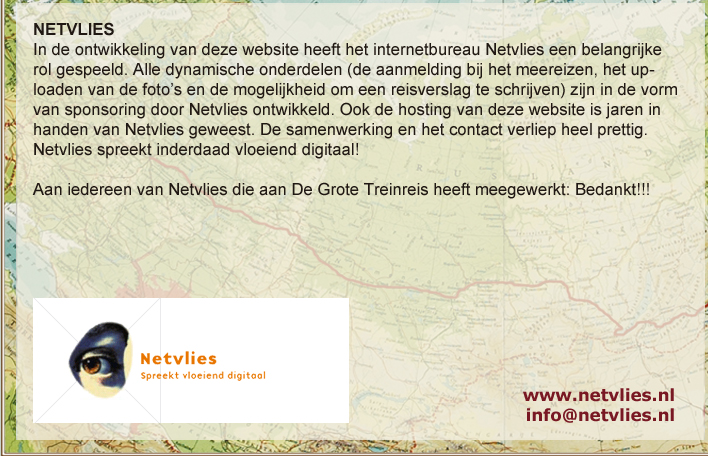 NETVLIES
In de ontwikkeling van deze website heeft het internetbureau Netvlies een belangrijke
rol gespeeld. Alle dynamische onderdelen (de aanmelding bij het meereizen, het up-
loaden van de foto's en de mogelijkheid om een reisverslag te schrijven) zijn in de vorm
van sponsoring door Netvlies ontwikkeld. Ook de hosting van deze website is jaren in
handen van Netvlies geweest. De samenwerking en het contact verliep heel prettig.
Netvlies spreekt inderdaad vloeiend digitaal!
Aan iedereen van Netvlies die aan De Grote Treinreis heeft meegewerkt: Bedankt!!!
Netvlies
Spreekt vloeiend digitaal
www.netvlies.nl
info@netvlies.nl